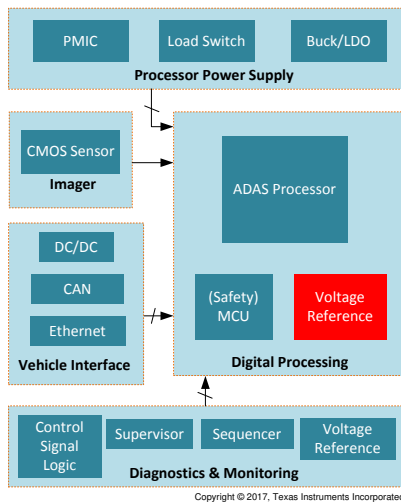 PMIC
Load Switch
Buck/LDO
Processor Power Supply
CMOS Sensor
Imager
ADAS Processor
DC/DC
CAN
Ethernet
Vehicle Interface
(Safety)
MCU
Voltage
Reference
Digital Processing
Control
Signal
Logic
Supervisor
Sequencer
Voltage
Reference
Diagnostics & Monitoring
Copyright © 2017, Texas Instruments Incorporated